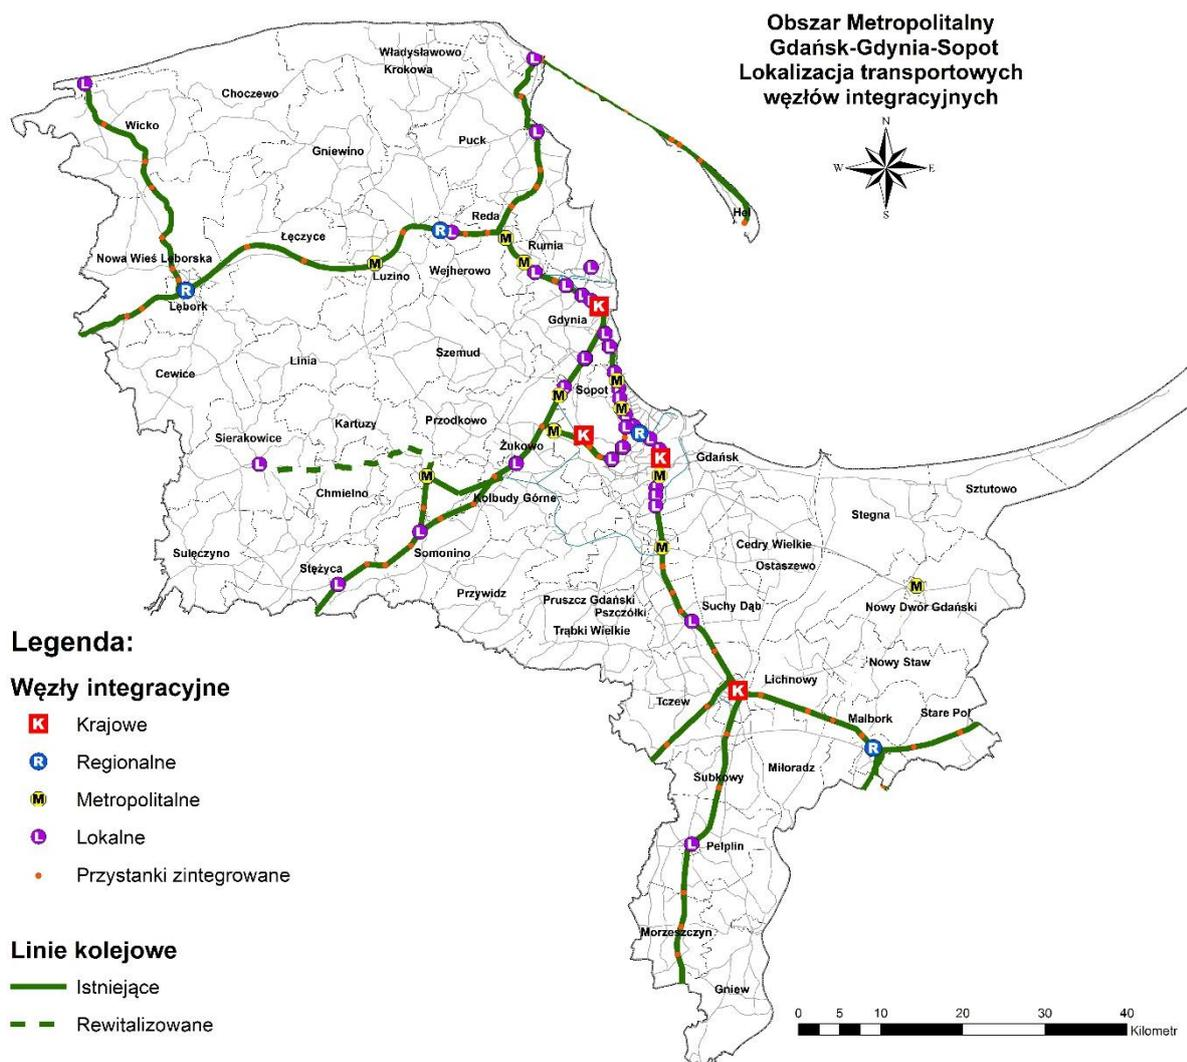 Obszar Metropolitalny
Gdańsk-Gdynia-Sopot
Lokalizacja transportowych
węzłów integracyjnych
N
W
E
S
Władysławowo
Krokowa
Choczewo
Wicko
Puck
Gniewino
Hel
Reda
Łęczyce
Rumia
Nowa Wieś Lęborska
Wejherowo
Luzino
Lębork
Gdynia
Szemud
Linia
Cewice
Sopot
Przodkowo
Kartuzy
Sierakowice
Żukowo
Gdańsk
Sztutowo
Chmielno
Kolbudy Górne
Stegna
Cedry Wielkie
Sulęczyno
Somonino
Ostaszewo
Stężyca
Przywidz
Pruszcz Gdański
Pszczółki
Suchy Dąb
Nowy Dwór Gdański
Trąbki Wielkie
Nowy Staw
Lichnowy
Tczew
Malbork
Stare Pol
Miłoradz
Subkowy
Pelplin
Morzeszczyn
Gniew
L
L
L
R
L
M
M
M
M
L
L
R
L
L
K
L
L
L
L
M
M
M
M
K
L
L
L
R
L
K
L
L
M
M
L
L
L
L
L
M
M
L
K
R
L
Legenda:
Węzły integracyjne
K Krajowe
R Regionalne
M Metropolitalne
L Lokalne
Przystanki zintegrowane
Linie kolejowe
Istniejące
Rewitalizowane
0 5 10 20 30 40
Kilometr